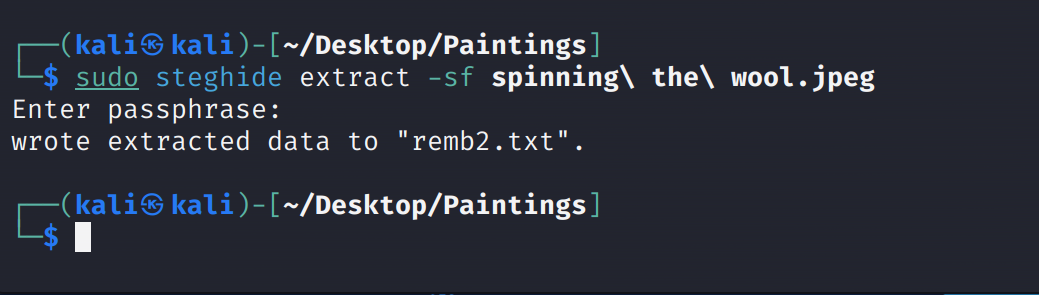 ┌──(kali㉿kali)-[~/Desktop/Paintings]
└─$ sudo steghide extract -sf spinning\ the\ wool.jpeg
Enter passphrase:
wrote extracted data to "remb2.txt".
┌──(kali㉿kali)-[~/Desktop/Paintings]
└─$